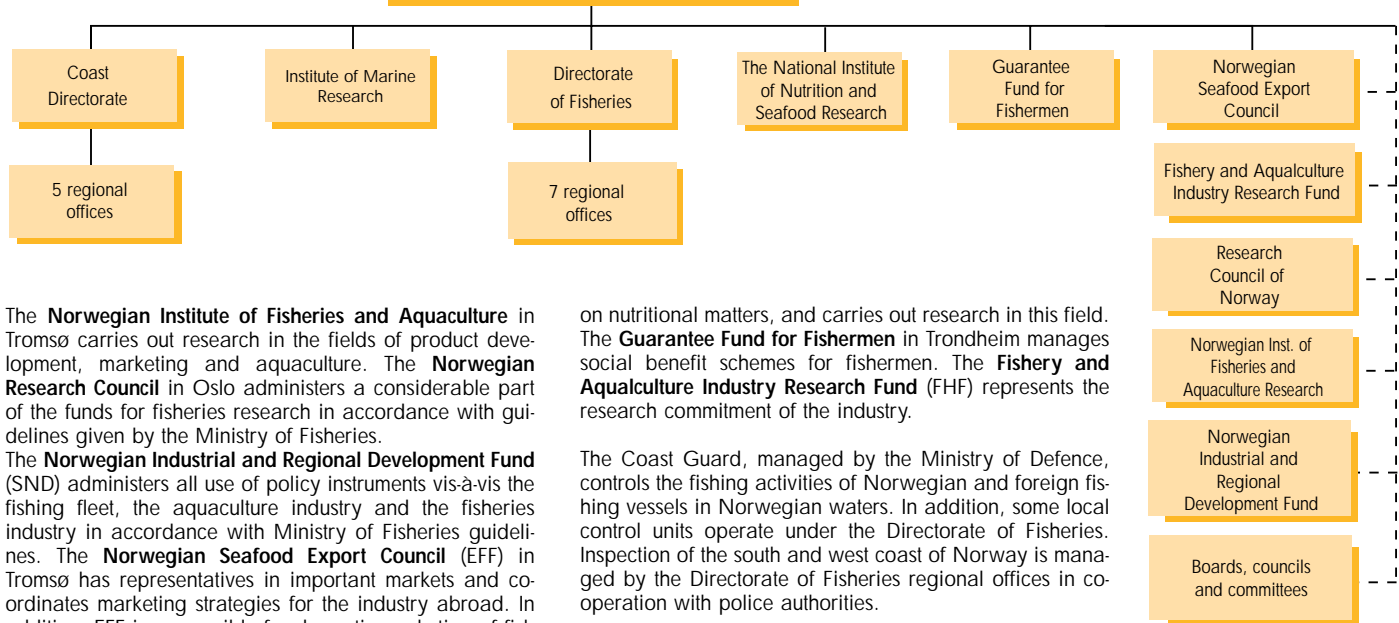 Coast
Directorate
Institute of Marine
Research
Directorate
of Fisheries
The National Institute
of Nutrition and
Seafood Research
Guarantee
Fund for
Fishermen
Norwegian
Seafood Export
Council
5 regional
offices
7 regional
offices
Fishery and Aqualculture
Industry Research Fund
Research
Council of
Norway
Norwegian Inst. of
Fisheries and
Aquaculture Research
Norwegian
Industrial and
Regional
Development Fund
Boards, councils
and committees
The Norwegian Institute of Fisheries and Aquaculture in
Tromsø carries out research in the fields of product deve-
lopment, marketing and aquaculture. The Norwegian
Research Council in Oslo administers a considerable part
of the funds for fisheries research in accordance with gui-
delines given by the Ministry of Fisheries.
The Norwegian Industrial and Regional Development Fund
(SND) administers all use of policy instruments vis-à-vis the
fishing fleet, the aquaculture industry and the fisheries
industry in accordance with Ministry of Fisheries guideli-
nes. The Norwegian Seafood Export Council (EFF) in
Tromsø has representatives in important markets and co-
ordinates marketing strategies for the industry abroad. In
on nutritional matters, and carries out research in this field.
The Guarantee Fund for Fishermen in Trondheim manages
social benefit schemes for fishermen. The Fishery and
Aqualculture Industry Research Fund (FHF) represents the
research commitment of the industry.
The Coast Guard, managed by the Ministry of Defence,
controls the fishing activities of Norwegian and foreign fis-
hing vessels in Norwegian waters. In addition, some local
control units operate under the Directorate of Fisheries.
Inspection of the south and west coast of Norway is mana-
ged by the Directorate of Fisheries regional offices in co-
operation with police authorities.